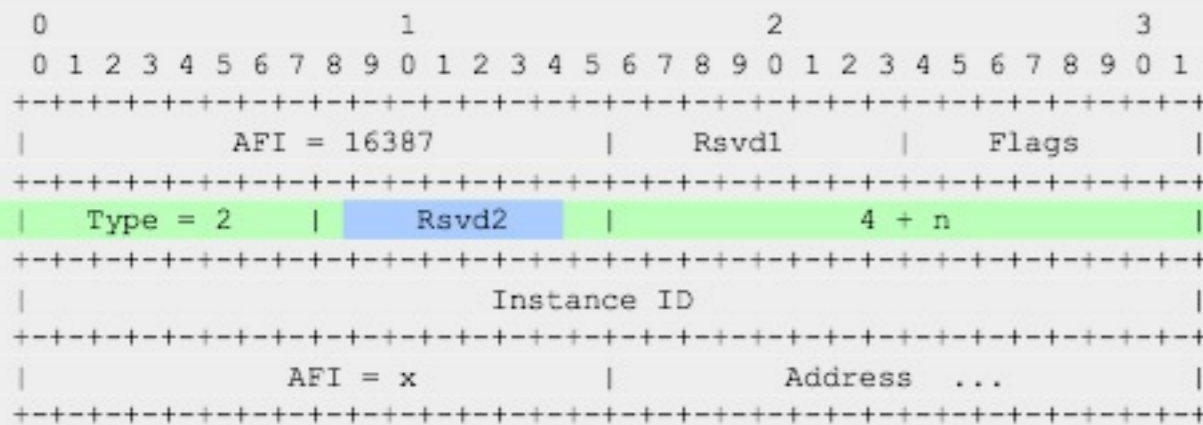 0                   1                   2                   3
0 1 2 3 4 5 6 7 8 9 0 1 2 3 4 5 6 7 8 9 0 1 2 3 4 5 6 7 8 9 0 1
+-+-+-+-+-+-+-+-+-+-+-+-+-+-+-+-+-+-+-+-+-+-+-+-+-+-+-+-+-+-+-+-+
|           AFI = 16387         |     Rsvd1     |     Flags     |
+-+-+-+-+-+-+-+-+-+-+-+-+-+-+-+-+-+-+-+-+-+-+-+-+-+-+-+-+-+-+-+-+
|   Type = 2    |     Rsvd2     |             4 + n             |
+-+-+-+-+-+-+-+-+-+-+-+-+-+-+-+-+-+-+-+-+-+-+-+-+-+-+-+-+-+-+-+-+
|                         Instance ID                           |
+-+-+-+-+-+-+-+-+-+-+-+-+-+-+-+-+-+-+-+-+-+-+-+-+-+-+-+-+-+-+-+-+
|              AFI = x          |         Address  ...          |
+-+-+-+-+-+-+-+-+-+-+-+-+-+-+-+-+-+-+-+-+-+-+-+-+-+-+-+-+-+-+-+-+